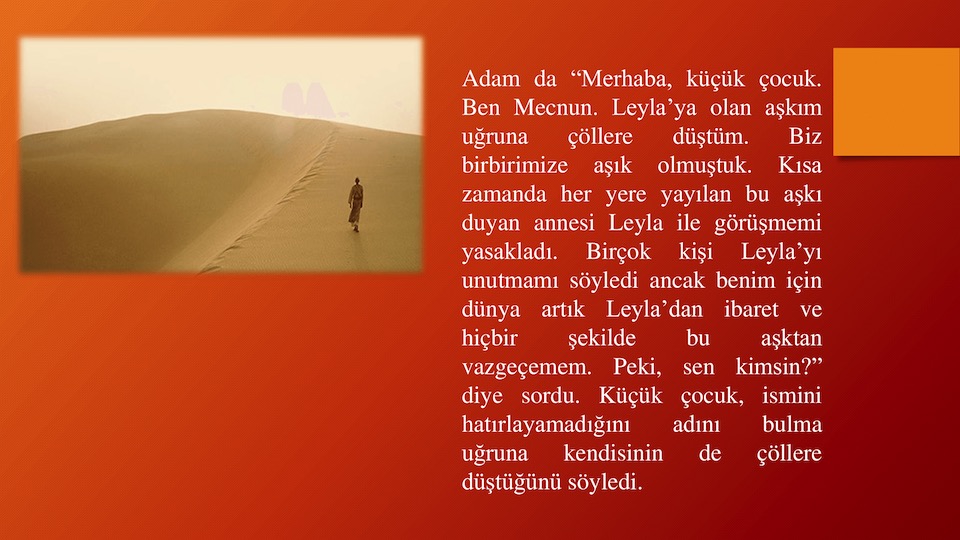 Adam da “Merhaba, küçük çocuk.
Ben Mecnun. Leyla’ya olan aşkım
uğruna çöllere düştüm. Biz
birbirimize aşık olmuştuk. Kısa
zamanda her yere yayılan bu aşkı
duyan annesi Leyla ile görüşmemi
yasakladı. Birçok kişi Leyla’yı
unutmamı söyledi ancak benim için
dünya artık Leyla’dan ibaret ve
hiçbir şekilde bu aşktan
vazgeçemem. Peki, sen kimsin?”
diye sordu. Küçük çocuk, ismini
hatırlayamadığını adını bulma
uğruna kendisinin de çöllere
düştüğünü söyledi.